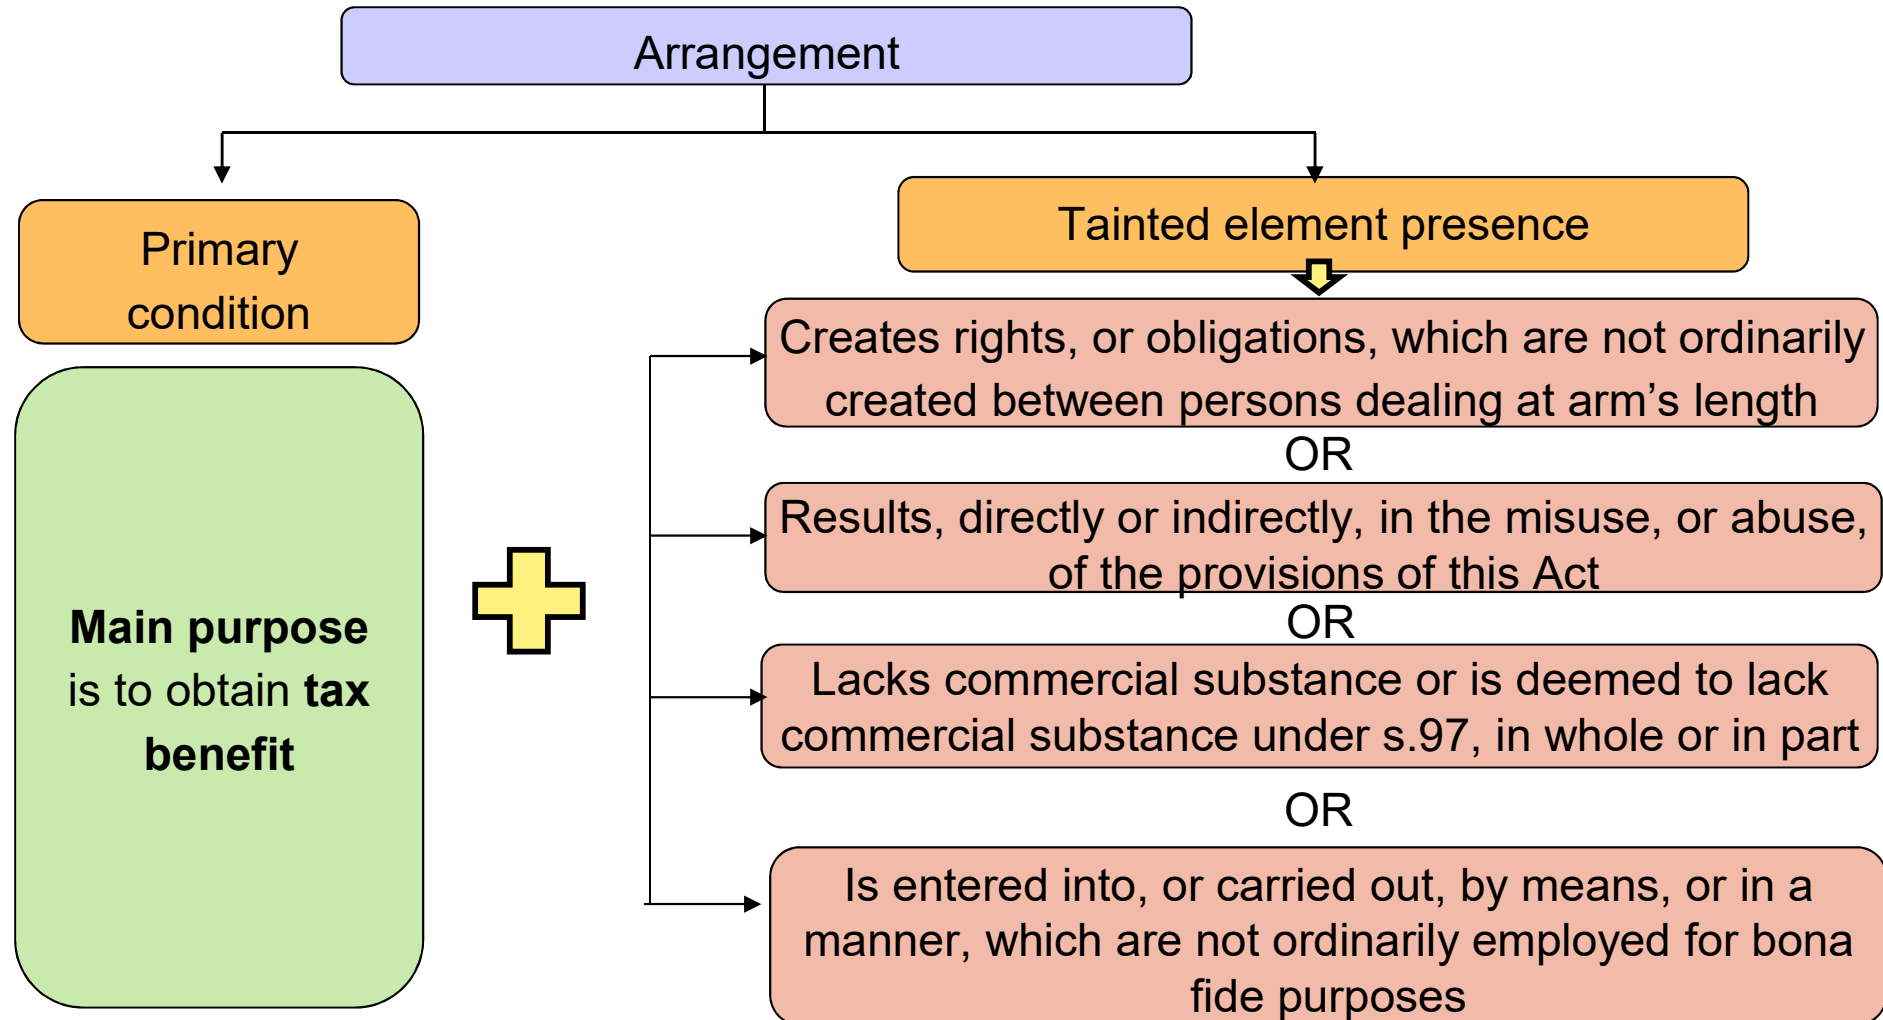 Arrangement
Primary
condition
Main purpose
is to obtain tax
benefit
Tainted element presence
Creates rights, or obligations, which are not ordinarily
created between persons dealing at arm’s length
OR
Results, directly or indirectly, in the misuse, or abuse,
of the provisions of this Act
OR
Lacks commercial substance or is deemed to lack
commercial substance under s.97, in whole or in part
OR
Is entered into, or carried out, by means, or in a
manner, which are not ordinarily employed for bona
fide purposes